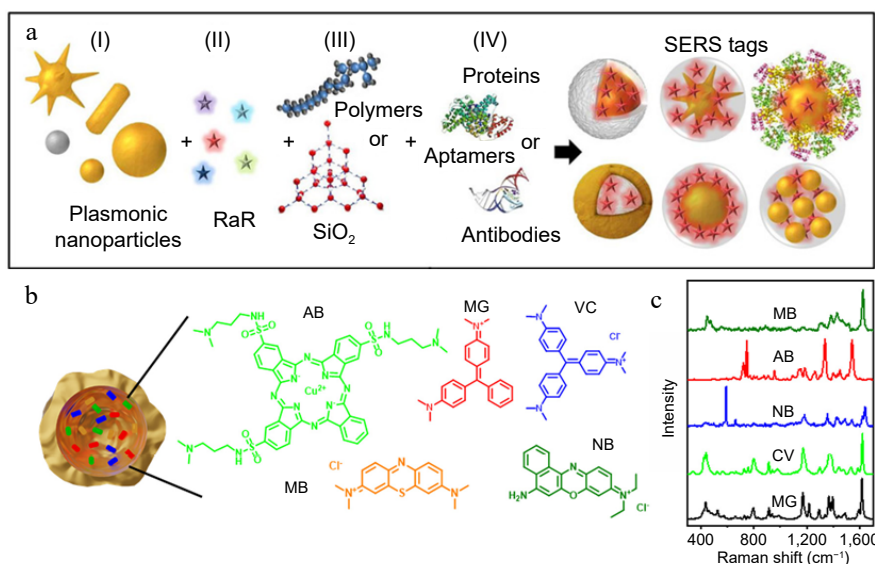 a
(I)
(II)
(III)
(IV)
SERS tags
Proteins
Polymers
+
+
or
+
Aptamers
or
Plasmonic
nanoparticles
RaR
SiO₂
Antibodies
b
AB
MG
VC
c
N
NH
O=S=O
O
H
S-N
O
N
N
N
N
N
N
N
N
N
Cu²⁺
N
N
O
S
O
N
H
N⁺
N
N
N
N⁺
Cl⁻
MB
Cl⁻
N
N⁺
S
N
NB
N
H₂N
O
N⁺
Cl⁻
Intensity
MB
AB
NB
CV
MG
400
800
1,200
1,600
Raman shift (cm⁻¹)